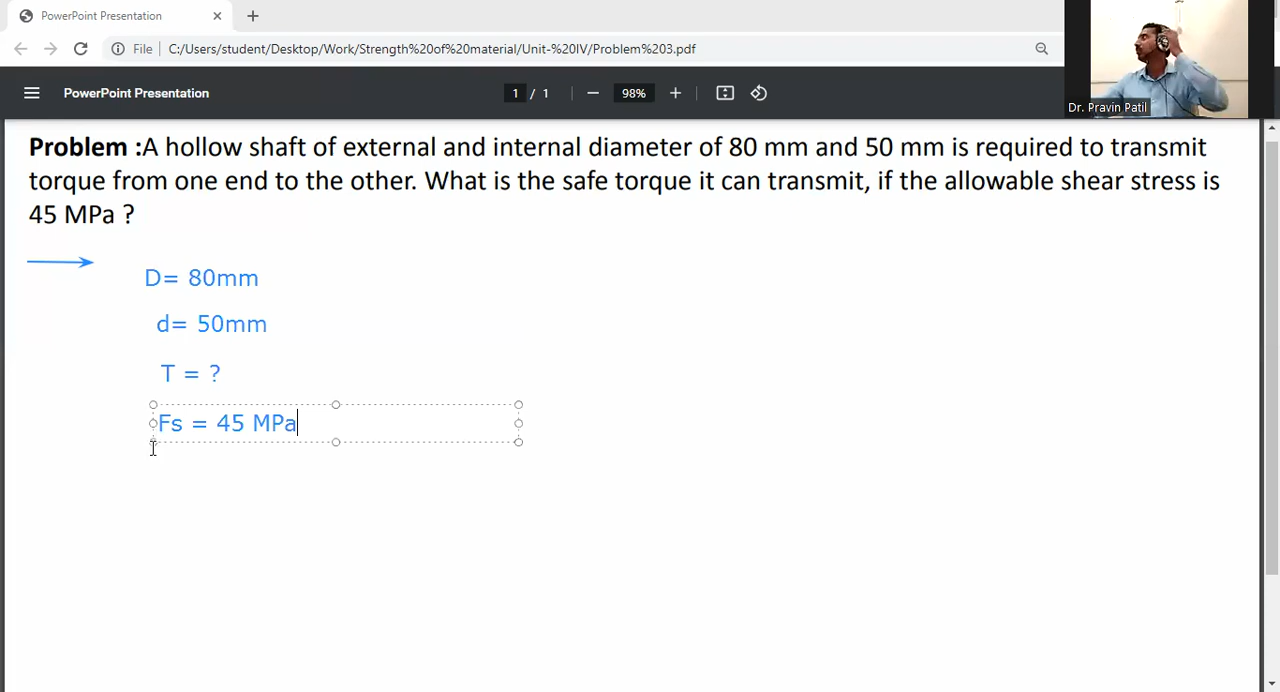 PowerPoint Presentation
File
C:/Users/student/Desktop/Work/Strength%20of%20material/Unit-%20IV/Problem%203.pdf
PowerPoint Presentation
1 / 1
98%
Dr. Pravin Patil
Problem :A hollow shaft of external and internal diameter of 80 mm and 50 mm is required to transmit
torque from one end to the other. What is the safe torque it can transmit, if the allowable shear stress is
45 MPa ?
D= 80mm
d= 50mm
T = ?
Fs = 45 MPa